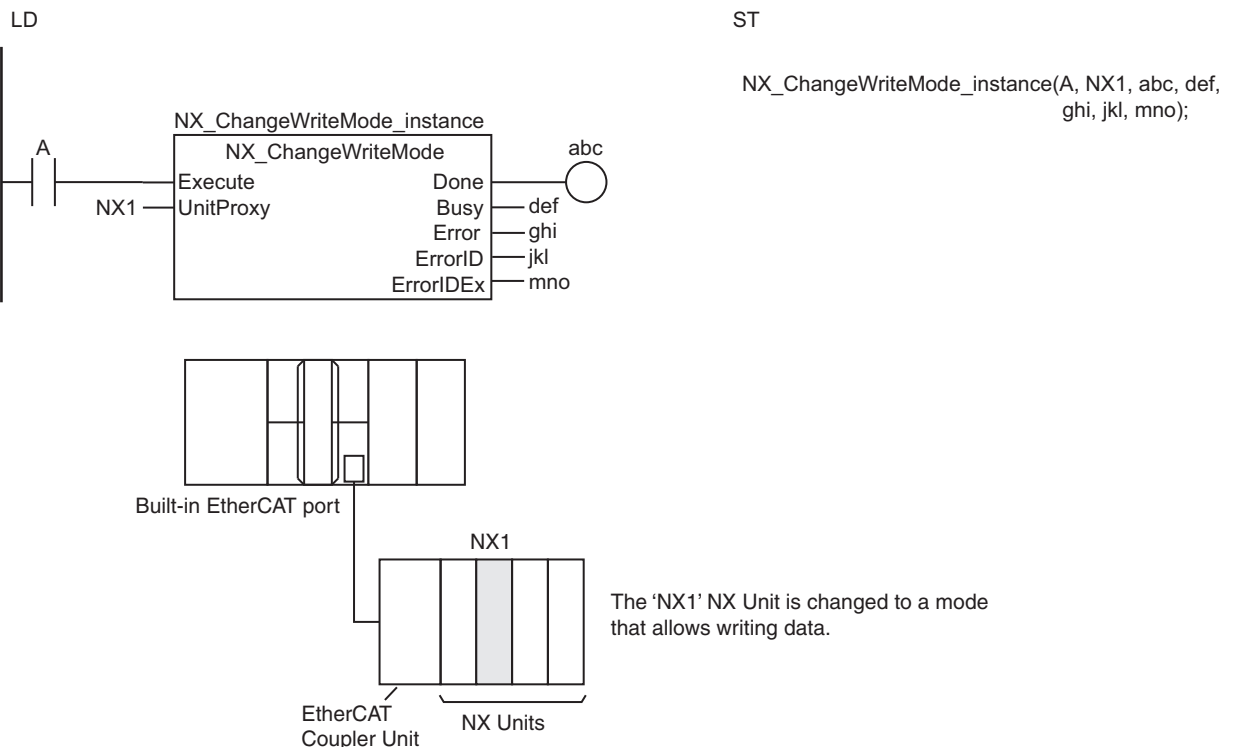 LD
ST
NX_ChangeWriteMode_instance(A, NX1, abc, def,
ghi, jkl, mno);
NX_ChangeWriteMode_instance
A
NX_ChangeWriteMode
abc
Execute
Done
NX1
UnitProxy
Busy
def
Error
ghi
ErrorID
jkl
ErrorIDEx
mno
Built-in EtherCAT port
NX1
The ‘NX1’ NX Unit is changed to a mode
that allows writing data.
EtherCAT
Coupler Unit
NX Units